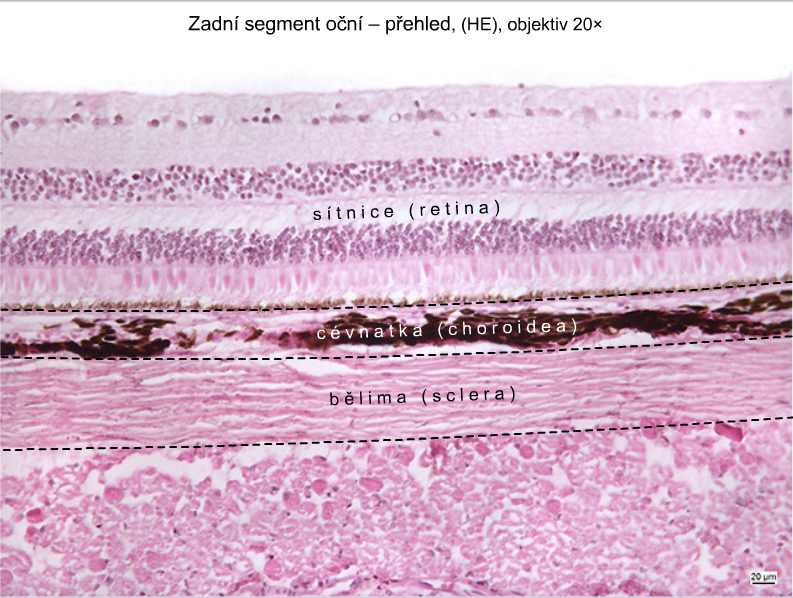 Zadní segment oční – přehled, (HE), objektiv 20×
sítnice (retina)
cévnatka (choroidea)
bělima (sclera)
20 µm